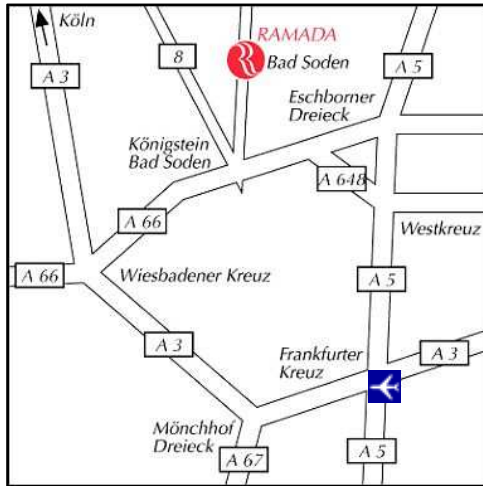 Köln
RAMADA
8
Bad Soden
A 3
A 5
Eschborner
Dreieck
Königstein
Bad Soden
A 648
A 66
Westkreuz
A 66
Wiesbadener Kreuz
A 5
A 3
Frankfurter
Kreuz
A 3
Mönchhof
Dreieck
A 5
A 67